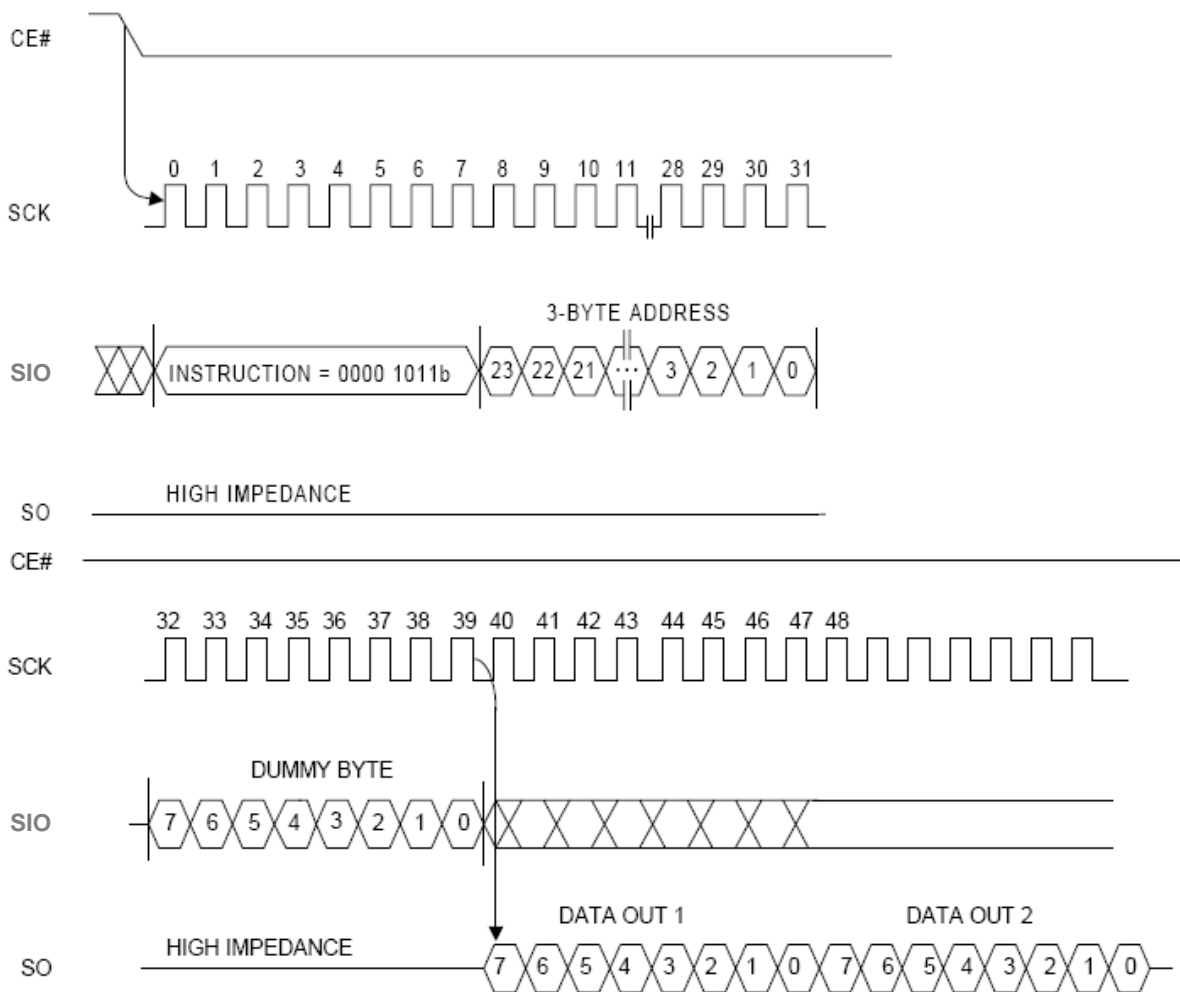 CE#
0 1 2 3 4 5 6 7 8 9 10 11 28 29 30 31
SCK
3-BYTE ADDRESS
SIO INSTRUCTION = 0000 1011b 23 22 21 ... 3 2 1 0
HIGH IMPEDANCE
SO
CE#
32 33 34 35 36 37 38 39 40 41 42 43 44 45 46 47 48
SCK
DUMMY BYTE
SIO 7 6 5 4 3 2 1 0
DATA OUT 1 DATA OUT 2
HIGH IMPEDANCE
SO 7 6 5 4 3 2 1 0 7 6 5 4 3 2 1 0